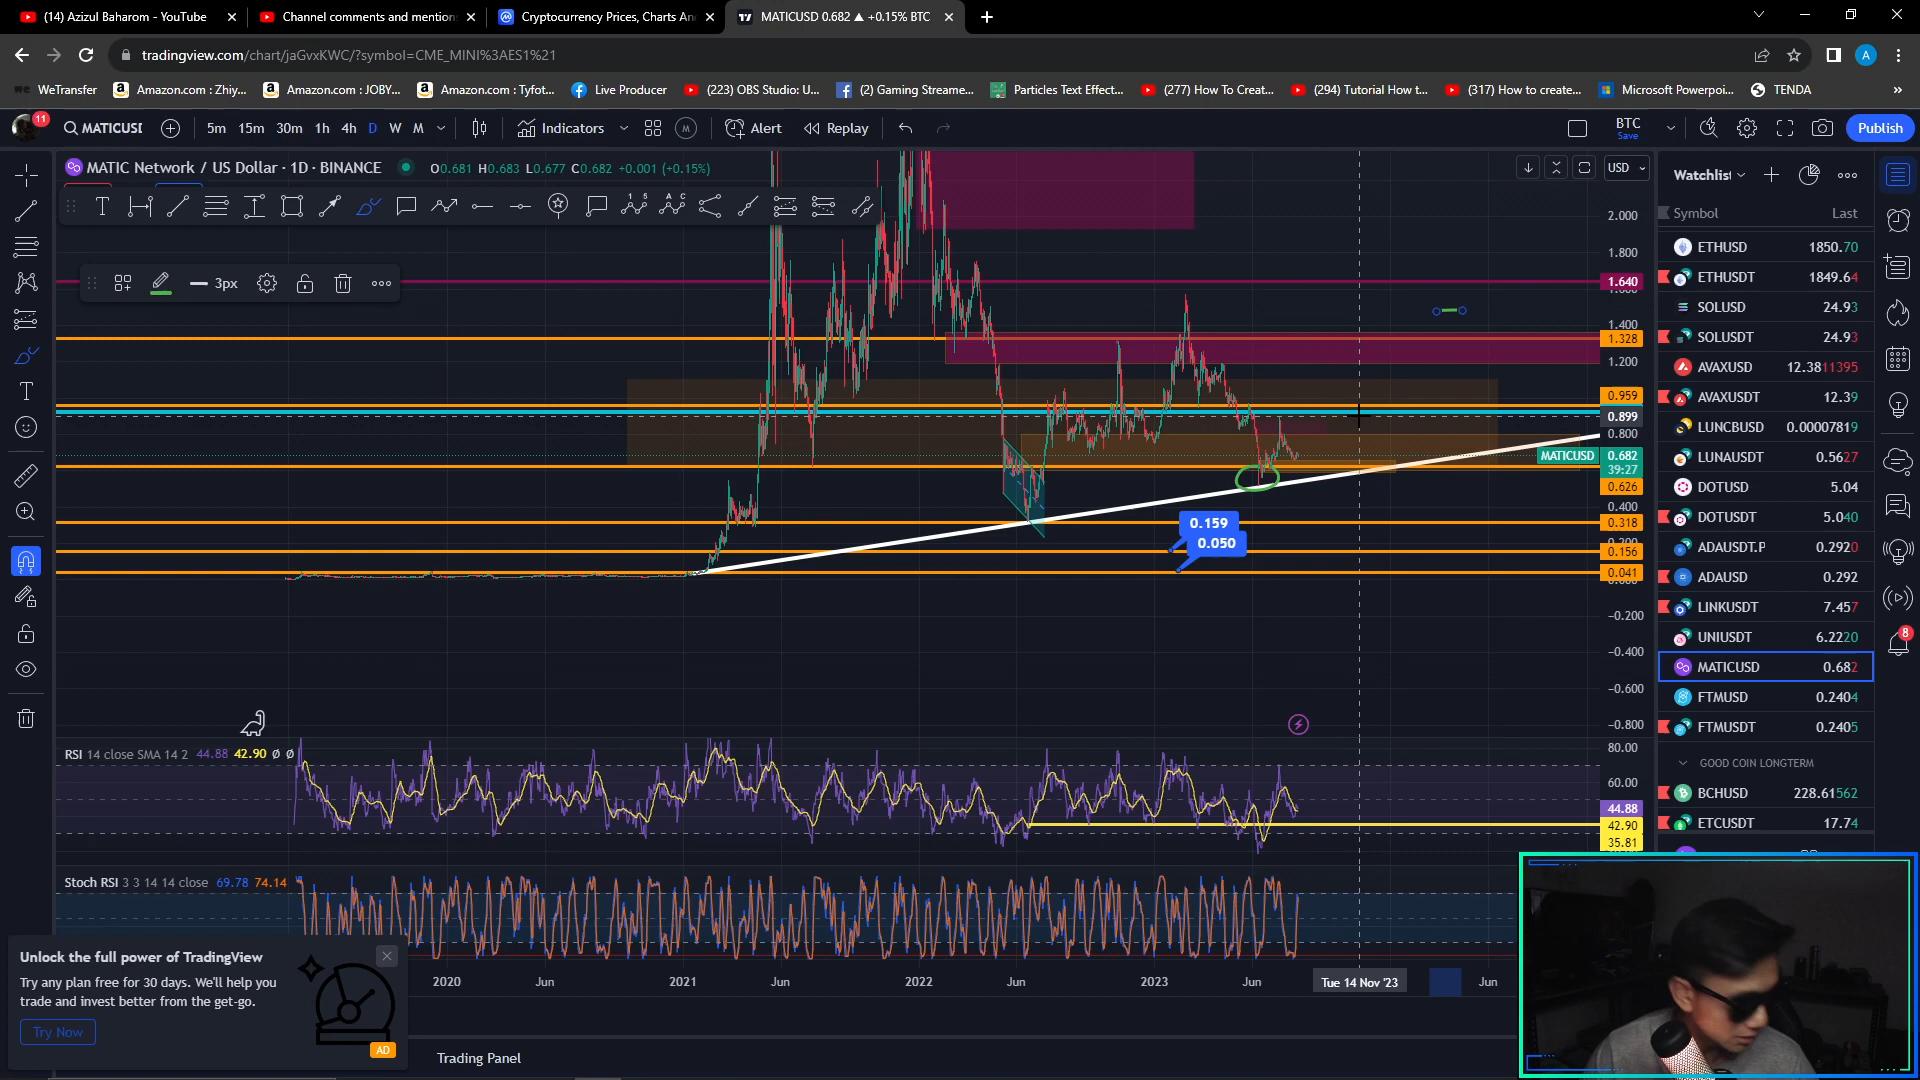 (14) Azizul Baharom - YouTube
Channel comments and mention
Cryptocurrency Prices, Charts An
MATICUSD 0.682 ▲ +0.15% BTC
tradingview.com/chart/jaGvxKWC/?symbol=CME_MINI%3AES1%21
A
WeTransfer
Amazon.com : Zhiy...
Amazon.com: JOBY...
Amazon.com : Tyfot...
Live Producer
(223) OBS Studio: U...
(2) Gaming Streame...
Particles Text Effect...
(277) How To Creat...
(294) Tutorial How t...
(317) How to create...
Microsoft Powerpoi...
TENDA
»
11
MATICUSI
5m 15m 30m 1h 4h D W M
Indicators
M
Alert
Replay
BTC
Save
Publish
MATIC Network / US Dollar · 1D · BINANCE
O0.681 H0.683 L0.677 C0.682 +0.001 (+0.15%)
USD
3px
2.000
1.800
1.640
1.400
1.328
1.200
0.959
0.899
0.800
MATICUSD 0.682
39:27
0.626
0.400
0.318
0.156
0.041
-0.200
-0.400
-0.600
-0.800
0.159
0.050
RSI 14 close SMA 14 2 44.88 42.90 Ø Ø
80.00
60.00
44.88
42.90
35.81
Stoch RSI 3 3 14 14 close 69.78 74.14
2020 Jun 2021 Jun 2022 Jun 2023 Jun Tue 14 Nov '23 Jun
Unlock the full power of TradingView
Try any plan free for 30 days. We'll help you
trade and invest better from the get-go.
Try Now
AD
Trading Panel
Watchlist
Symbol Last
ETHUSD 1850.70
ETHUSDT 1849.64
SOLUSD 24.93
SOLUSDT 24.93
AVAXUSD 12.3811395
AVAXUSDT 12.39
LUNCBUSD 0.00007819
LUNAUSDT 0.5627
DOTUSD 5.04
DOTUSDT 5.040
ADAUSDT.P 0.2920
ADAUSD 0.292
LINKUSDT 7.457
UNIUSDT 6.2220
MATICUSD 0.682
FTMUSD 0.2404
FTMUSDT 0.2405
GOOD COIN LONGTERM
BCHUSD 228.61562
ETCUSDT 17.74
8